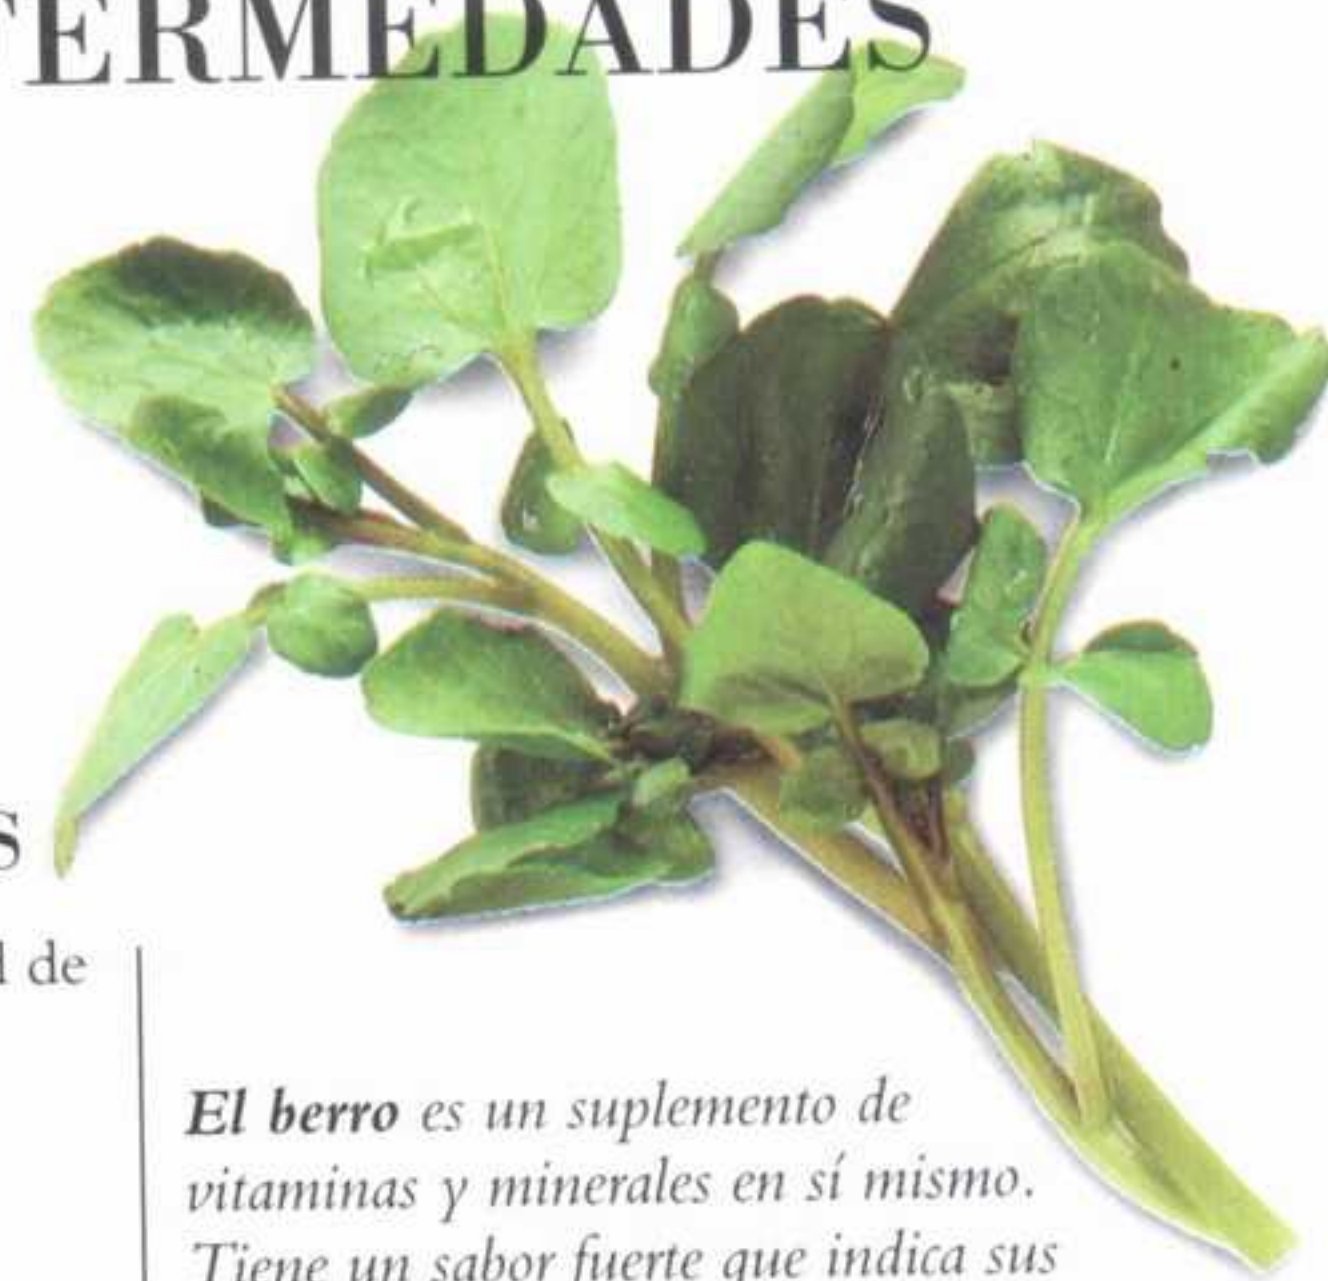 FERMEDADES
S
l de
El berro es un suplemento de
vitaminas y minerales en sí mismo.
Tiene un sabor fuerte que indica sus